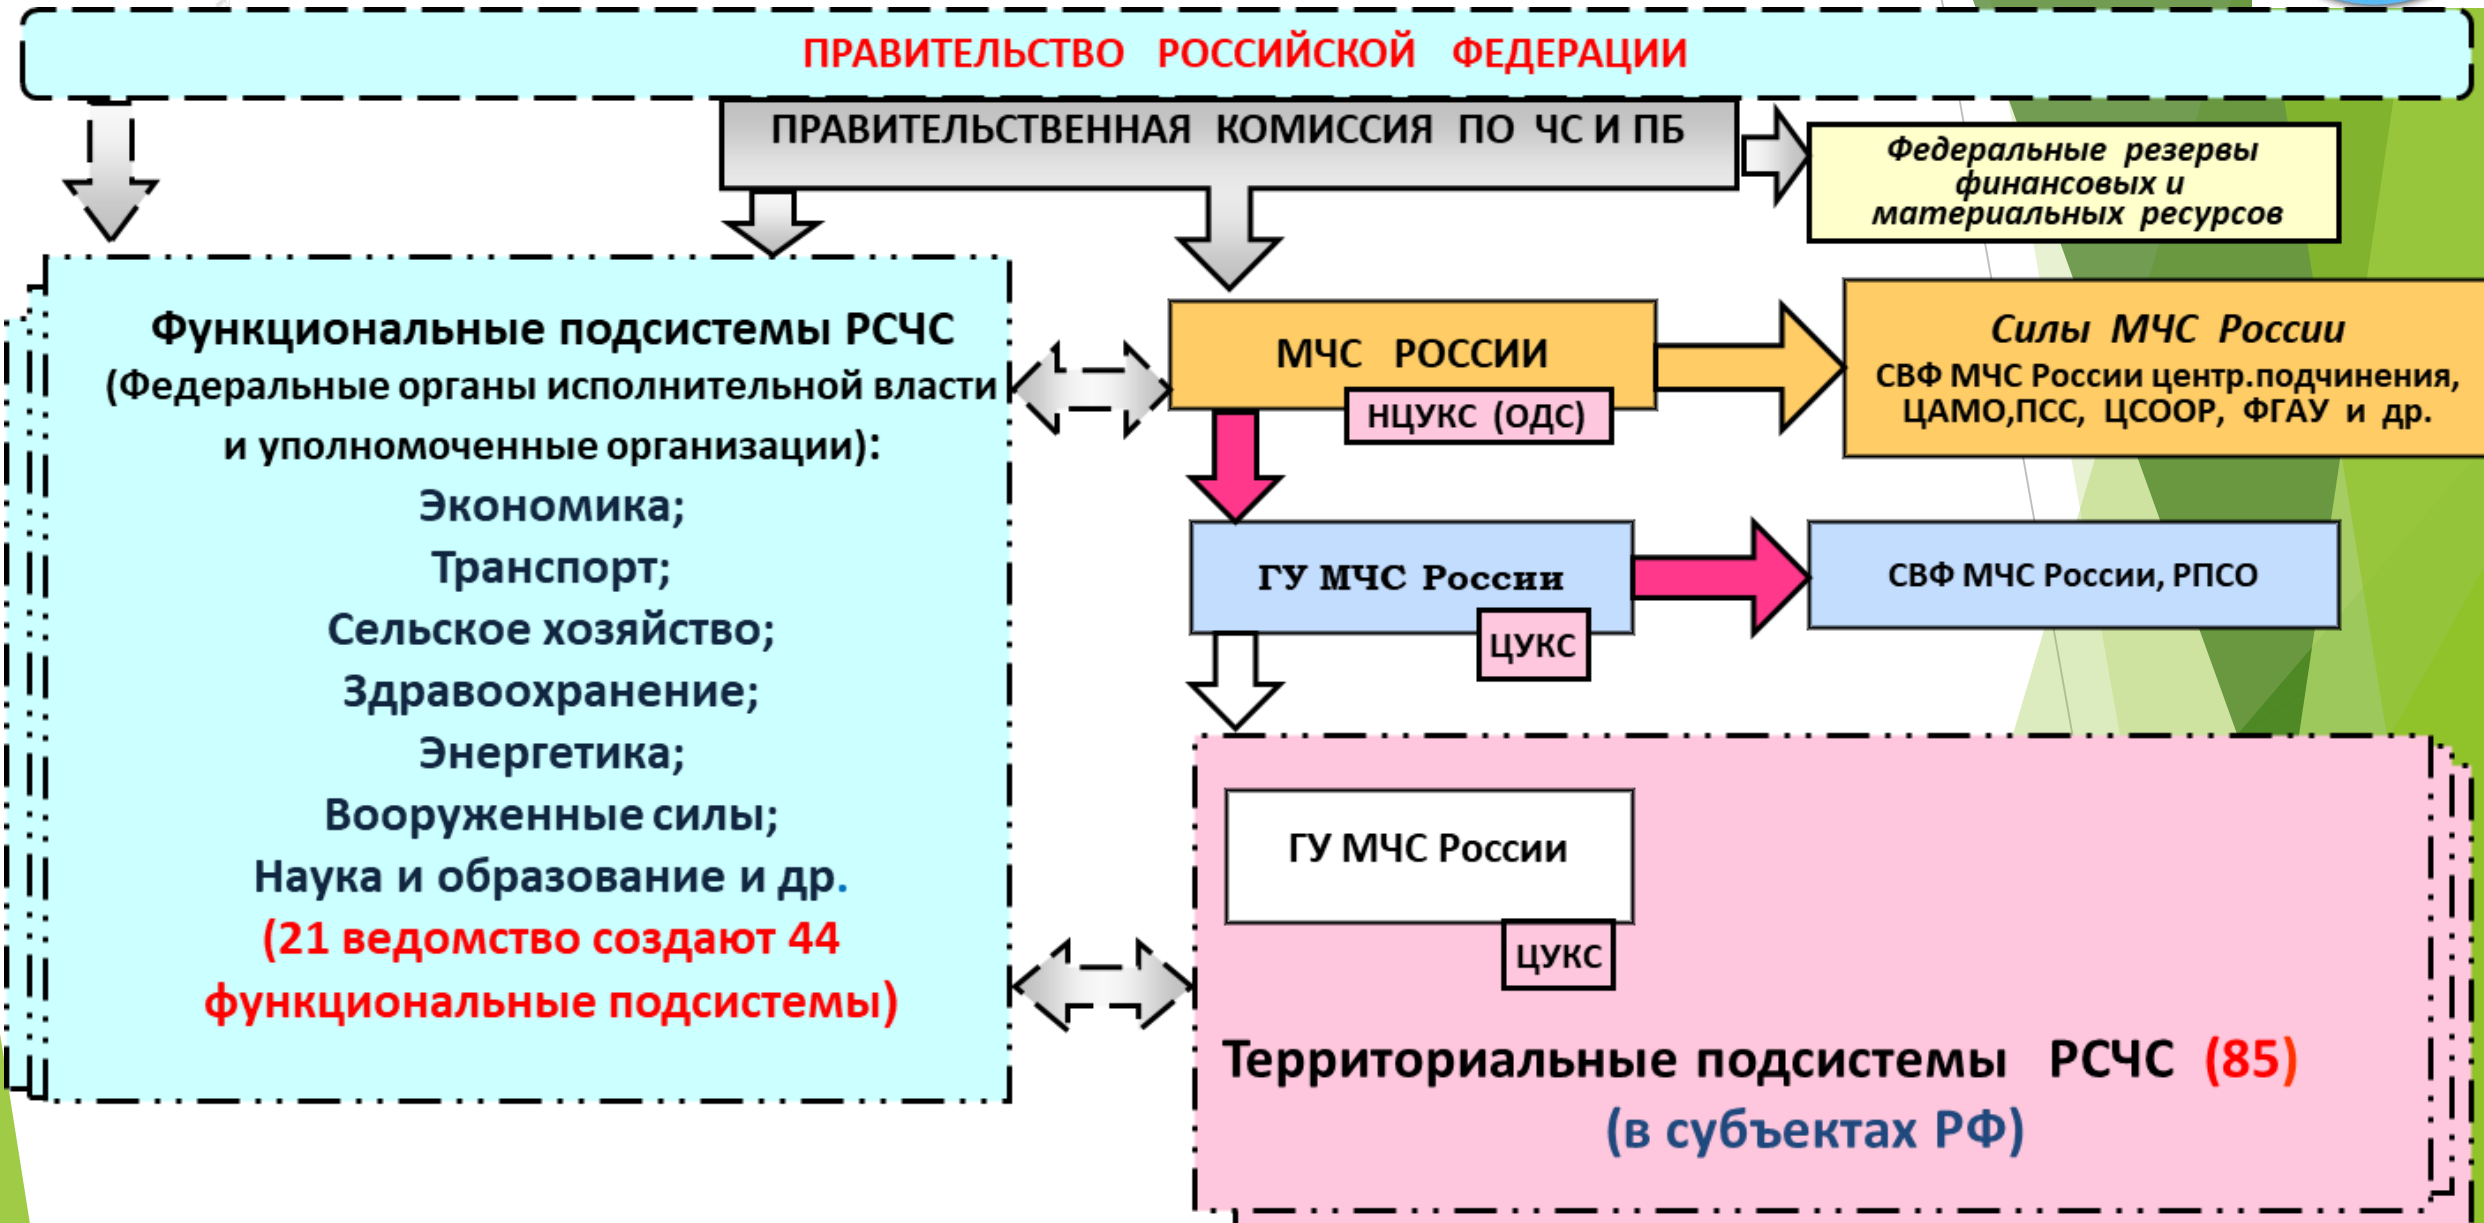 ПРАВИТЕЛЬСТВО РОССИЙСКОЙ ФЕДЕРАЦИИ
ПРАВИТЕЛЬСТВЕННАЯ КОМИССИЯ ПО ЧС И ПБ
Федеральные резервы
финансовых и
материальных ресурсов
Функциональные подсистемы РСЧС
(Федеральные органы исполнительной власти
и уполномоченные организации):
Экономика;
Транспорт;
Сельское хозяйство;
Здравоохранение;
Энергетика;
Вооруженные силы;
Наука и образование и др.
(21 ведомство создают 44
функциональные подсистемы)
МЧС РОССИИ
НЦУКС (ОДС)
Силы МЧС России
СВФ МЧС России центр.подчинения,
ЦАМО,ПСС, ЦСООР, ФГАУ и др.
ГУ МЧС России
ЦУКС
СВФ МЧС России, РПСО
ГУ МЧС России
ЦУКС
Территориальные подсистемы РСЧС (85)
(в субъектах РФ)